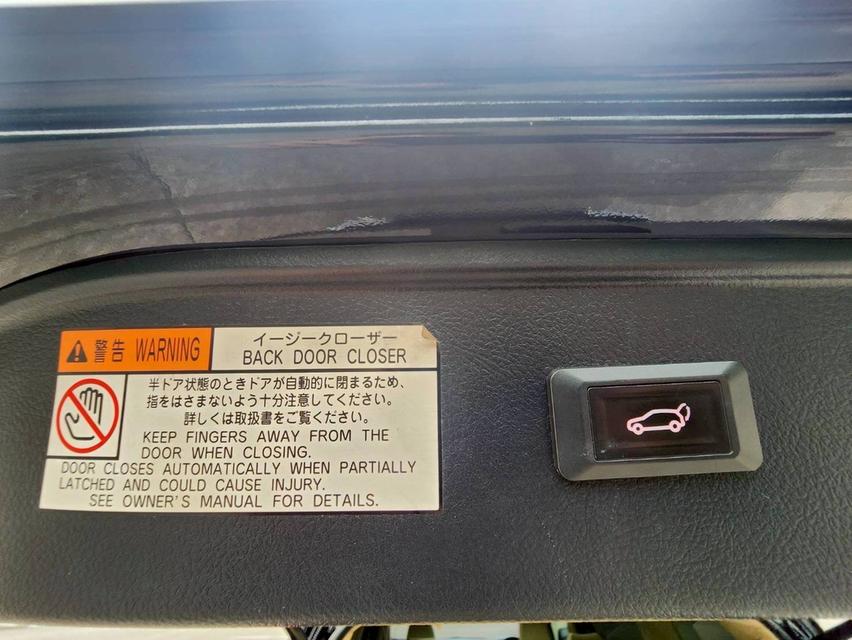 警告 WARNING
イージークローザー
BACK DOOR CLOSER
半ドア状態のときドアが自動的に閉まるため、
指をはさまないよう十分注意してください。
詳しくは取扱書をご覧ください。
KEEP FINGERS AWAY FROM THE
DOOR WHEN CLOSING.
DOOR CLOSES AUTOMATICALLY WHEN PARTIALLY
LATCHED AND COULD CAUSE INJURY.
SEE OWNER'S MANUAL FOR DETAILS.